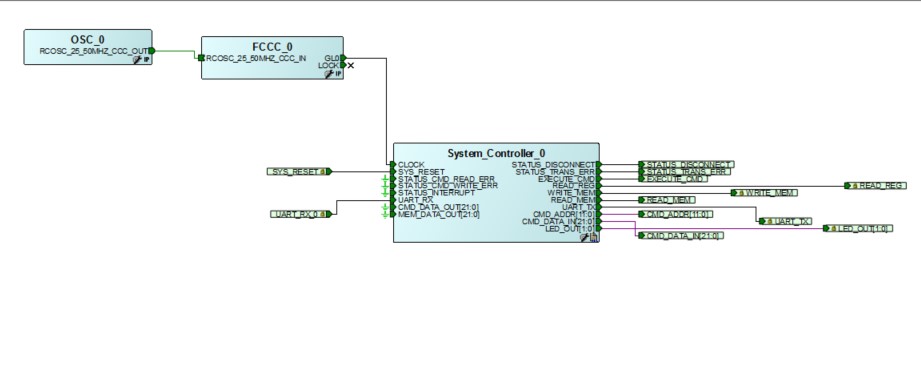 OSC_0
RCOSC_25_50MHZ_CCC_OUT
IP
FCCC_0
RCOSC_25_50MHZ_CCC_IN
GL0
LOCK
IP
System_Controller_0
CLOCK
SYS_RESET
STATUS_CMD_READ_ERR
STATUS_CMD_WRITE_ERR
STATUS_INTERRUPT
UART_RX
CMD_DATA_OUT[21:0]
MEM_DATA_OUT[21:0]
STATUS_DISCONNECT
STATUS_TRANS_ERR
EXECUTE_CMD
READ_REG
WRITE_MEM
READ_MEM
UART_TX
CMD_ADDR[11:0]
CMD_DATA_IN[21:0]
LED_OUT[1:0]
SYS_RESET
UART_RX_0
STATUS_DISCONNECT
STATUS_TRANS_ERR
EXECUTE_CMD
READ_REG
WRITE_MEM
READ_MEM
CMD_ADDR[11:0]
UART_TX
LED_OUT[1:0]
CMD_DATA_IN[21:0]